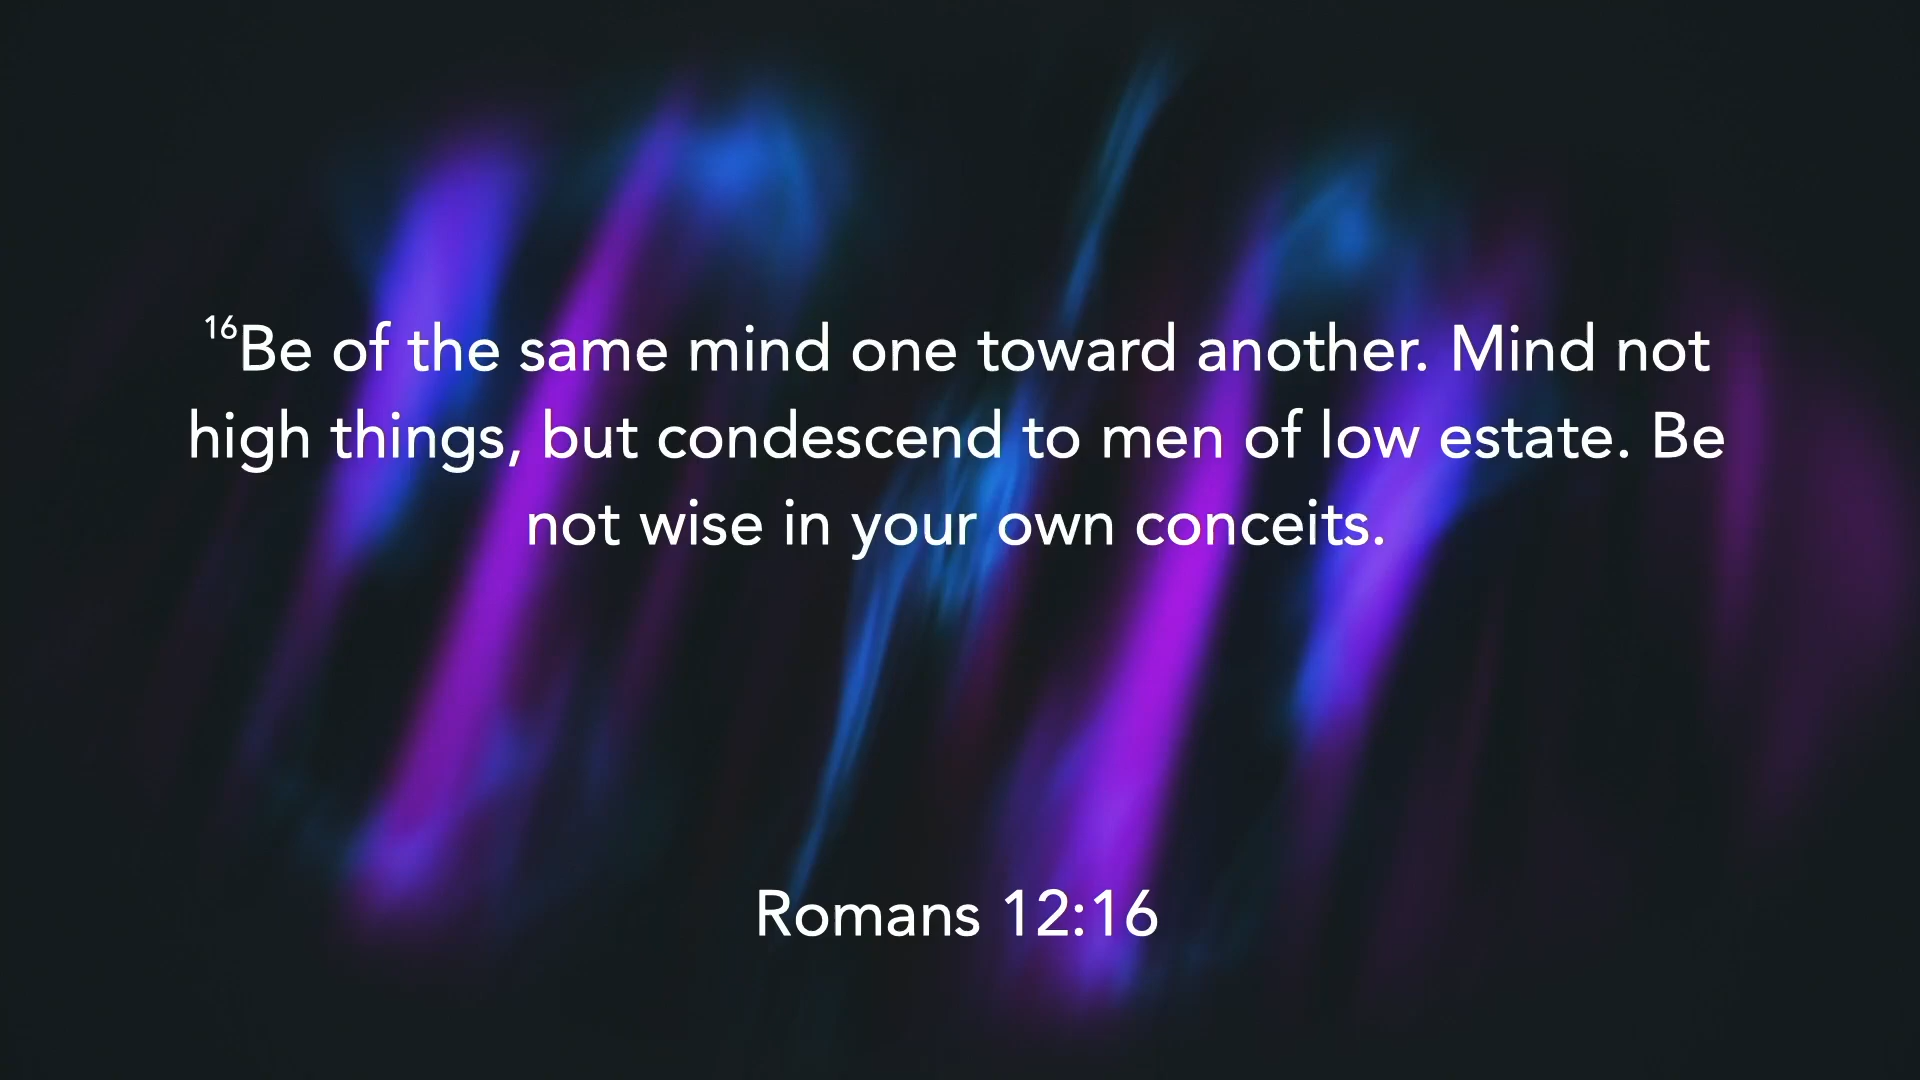 16Be of the same mind one toward another. Mind not
high things, but condescend to men of low estate. Be
not wise in your own conceits.
Romans 12:16